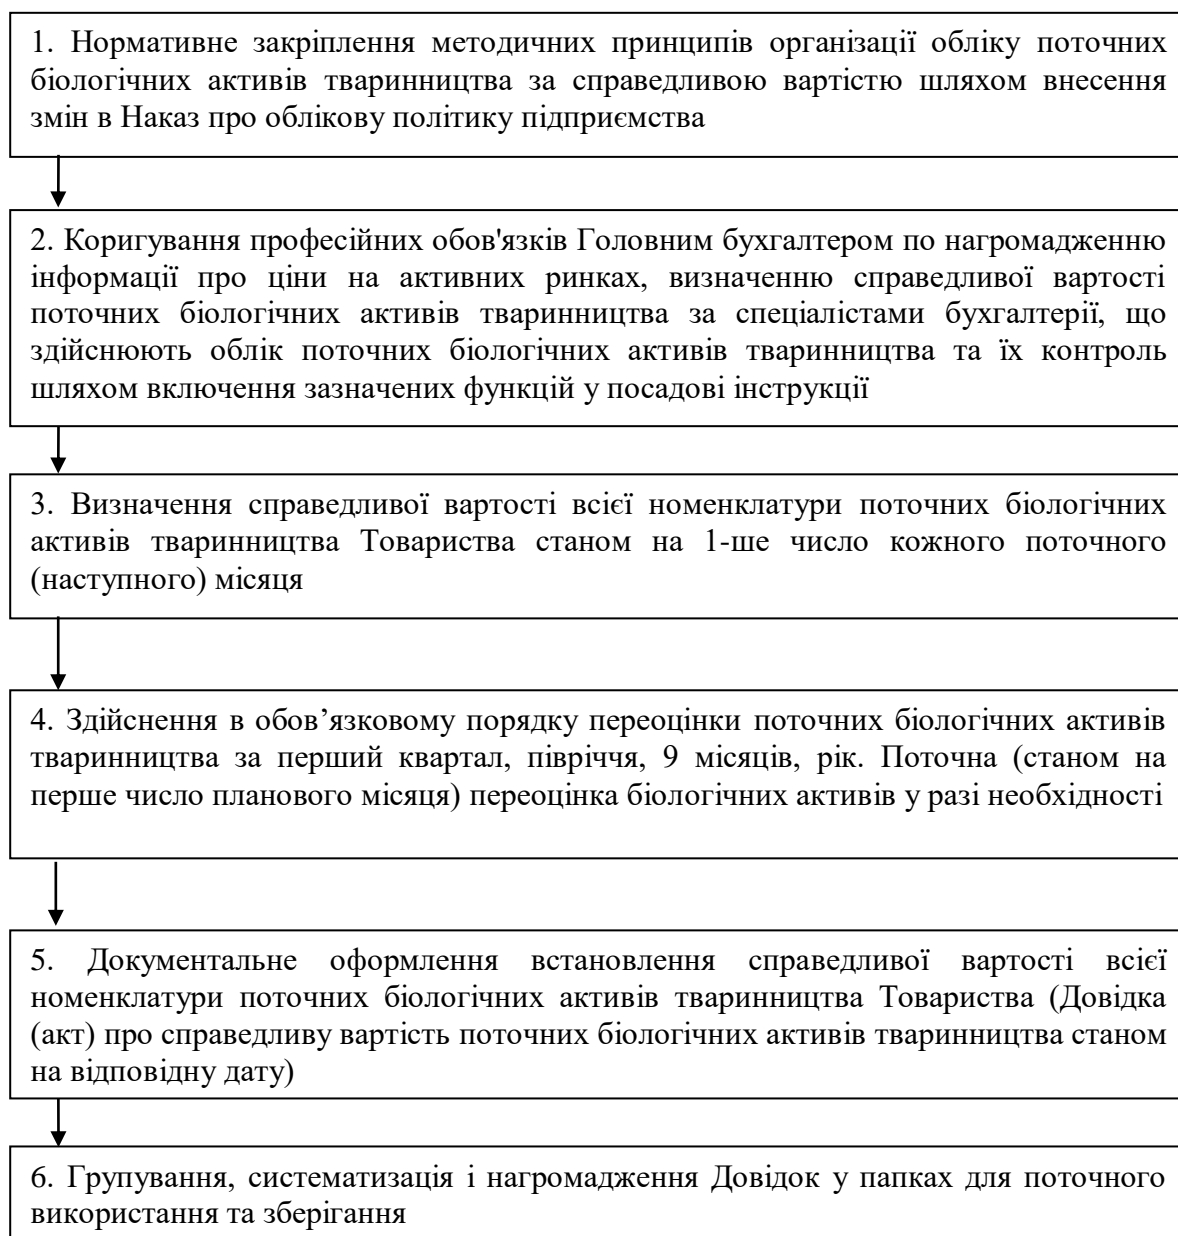 1. Нормативне закріплення методичних принципів організації обліку поточних
біологічних активів тваринництва за справедливою вартістю шляхом внесення
змін в Наказ про облікову політику підприємства
2. Коригування професійних обов'язків Головним бухгалтером по нагромадженню
інформації про ціни на активних ринках, визначенню справедливої вартості
поточних біологічних активів тваринництва за спеціалістами бухгалтерії, що
здійснюють облік поточних біологічних активів тваринництва та їх контроль
шляхом включення зазначених функцій у посадові інструкції
3. Визначення справедливої вартості всієї номенклатури поточних біологічних
активів тваринництва Товариства станом на 1-ше число кожного поточного
(наступного) місяця
4. Здійснення в обов’язковому порядку переоцінки поточних біологічних активів
тваринництва за перший квартал, півріччя, 9 місяців, рік. Поточна (станом на
перше число планового місяця) переоцінка біологічних активів у разі необхідності
5. Документальне оформлення встановлення справедливої вартості всієї
номенклатури поточних біологічних активів тваринництва Товариства (Довідка
(акт) про справедливу вартість поточних біологічних активів тваринництва станом
на відповідну дату)
6. Групування, систематизація і нагромадження Довідок у папках для поточного
використання та зберігання